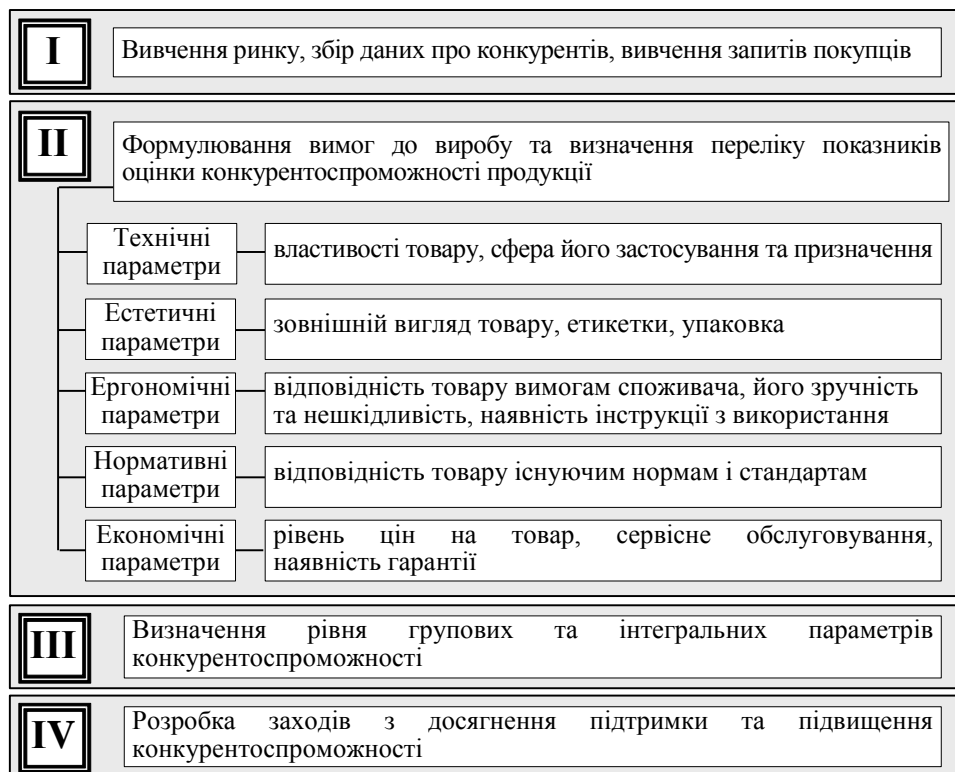 I
Вивчення ринку, збір даних про конкурентів, вивчення запитів покупців
II
Формулювання вимог до виробу та визначення переліку показників
оцінки конкурентоспроможності продукції
Технічні
параметри
властивості товару, сфера його застосування та призначення
Естетичні
параметри
зовнішній вигляд товару, етикетки, упаковка
Ергономічні
параметри
відповідність товару вимогам споживача, його зручність
та нешкідливість, наявність інструкції з використання
Нормативні
параметри
відповідність товару існуючим нормам і стандартам
Економічні
параметри
рівень цін на товар, сервісне обслуговування,
наявність гарантії
III
Визначення рівня групових та інтегральних параметрів
конкурентоспроможності
IV
Розробка заходів з досягнення підтримки та підвищення
конкурентоспроможності